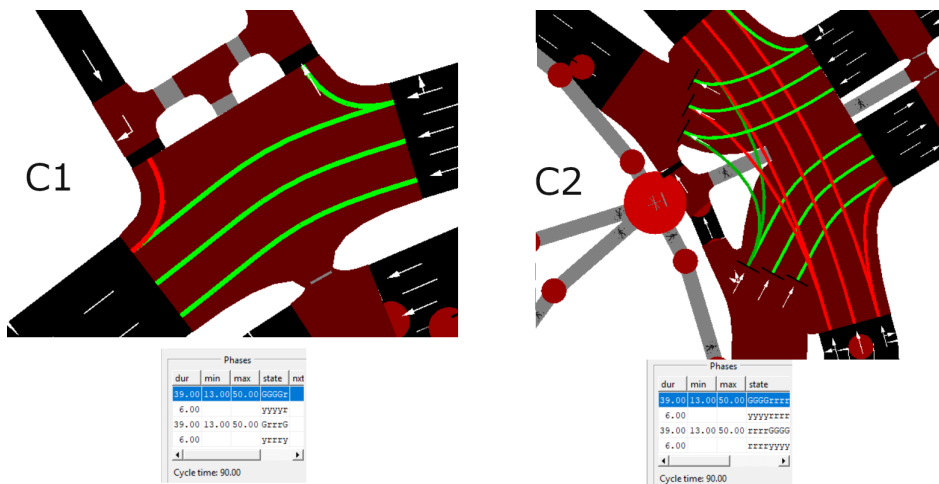 C1
C2
Phases
dur min max state nxt
39.00 13.00 50.00 GGGGr
6.00 yyyyr
39.00 13.00 50.00 GrrrG
6.00 yrrry
Cycle time: 90.00
Phases
dur min max state
39.00 13.00 50.00 GGGGrrrr
6.00 yyyyrrrr
39.00 13.00 50.00 rrrrGGGG
6.00 rrrryyyy
Cycle time: 90.00